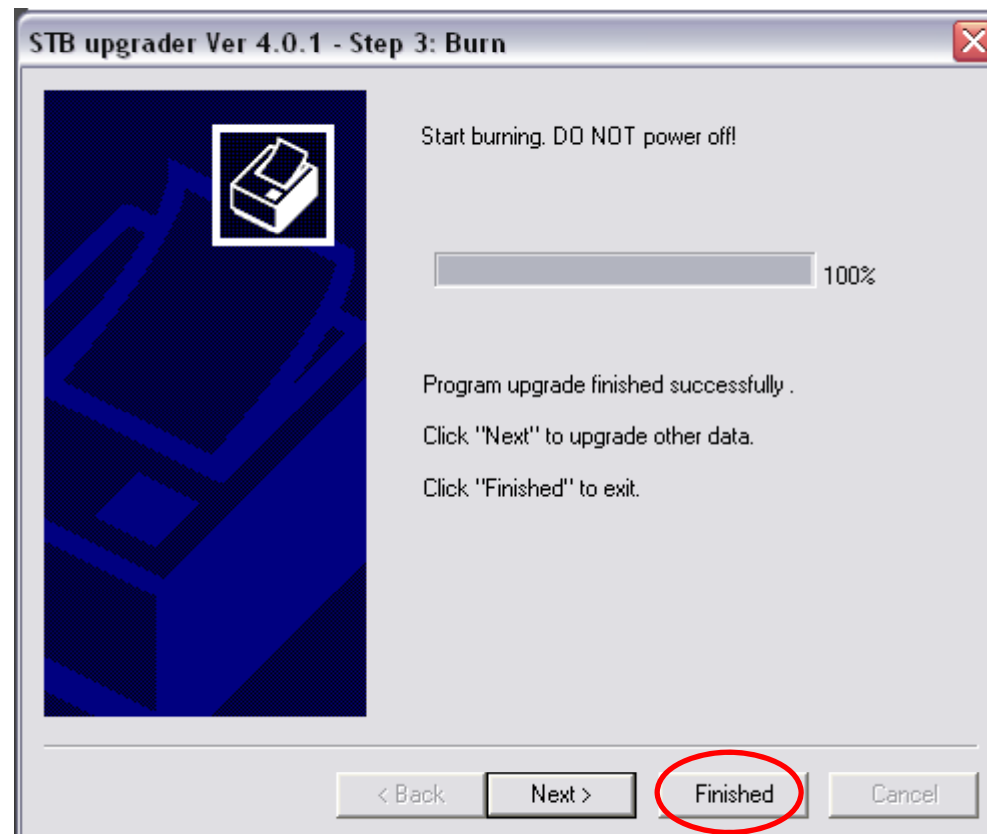 STB upgrader Ver 4.0.1 - Step 3: Burn
Start burning. DO NOT power off!
100%
Program upgrade finished successfully .
Click "Next" to upgrade other data.
Click "Finished" to exit.
< Back Next > Finished Cancel